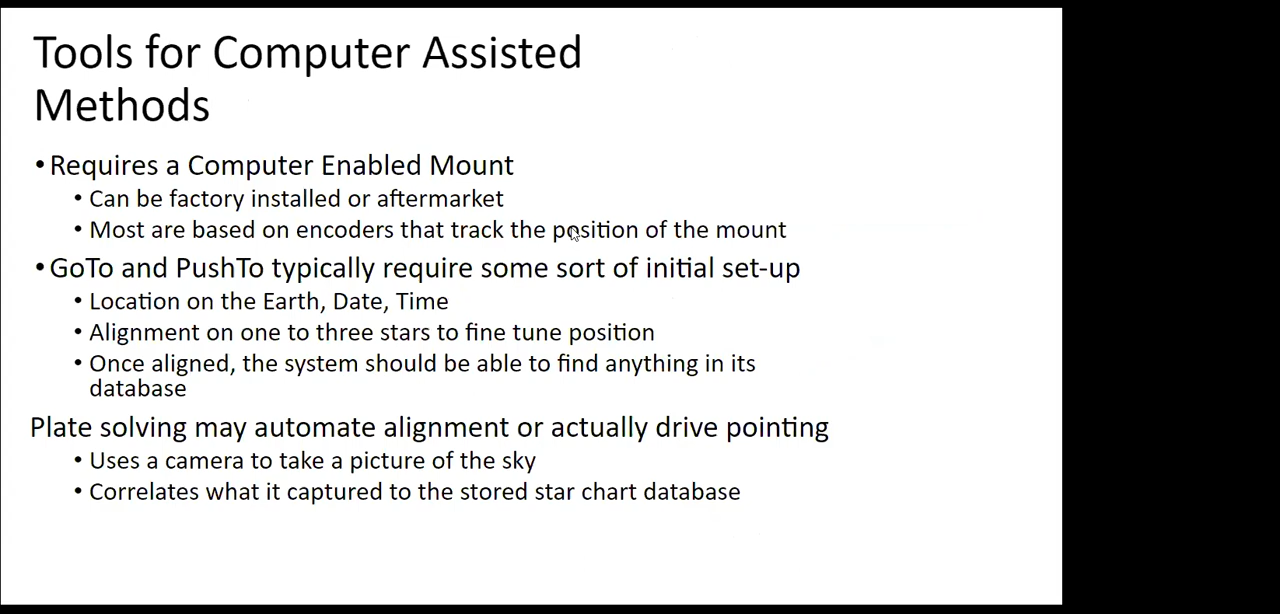 Tools for Computer Assisted
Methods
• Requires a Computer Enabled Mount
• Can be factory installed or aftermarket
• Most are based on encoders that track the position of the mount
• GoTo and PushTo typically require some sort of initial set-up
• Location on the Earth, Date, Time
• Alignment on one to three stars to fine tune position
• Once aligned, the system should be able to find anything in its
database
Plate solving may automate alignment or actually drive pointing
• Uses a camera to take a picture of the sky
• Correlates what it captured to the stored star chart database